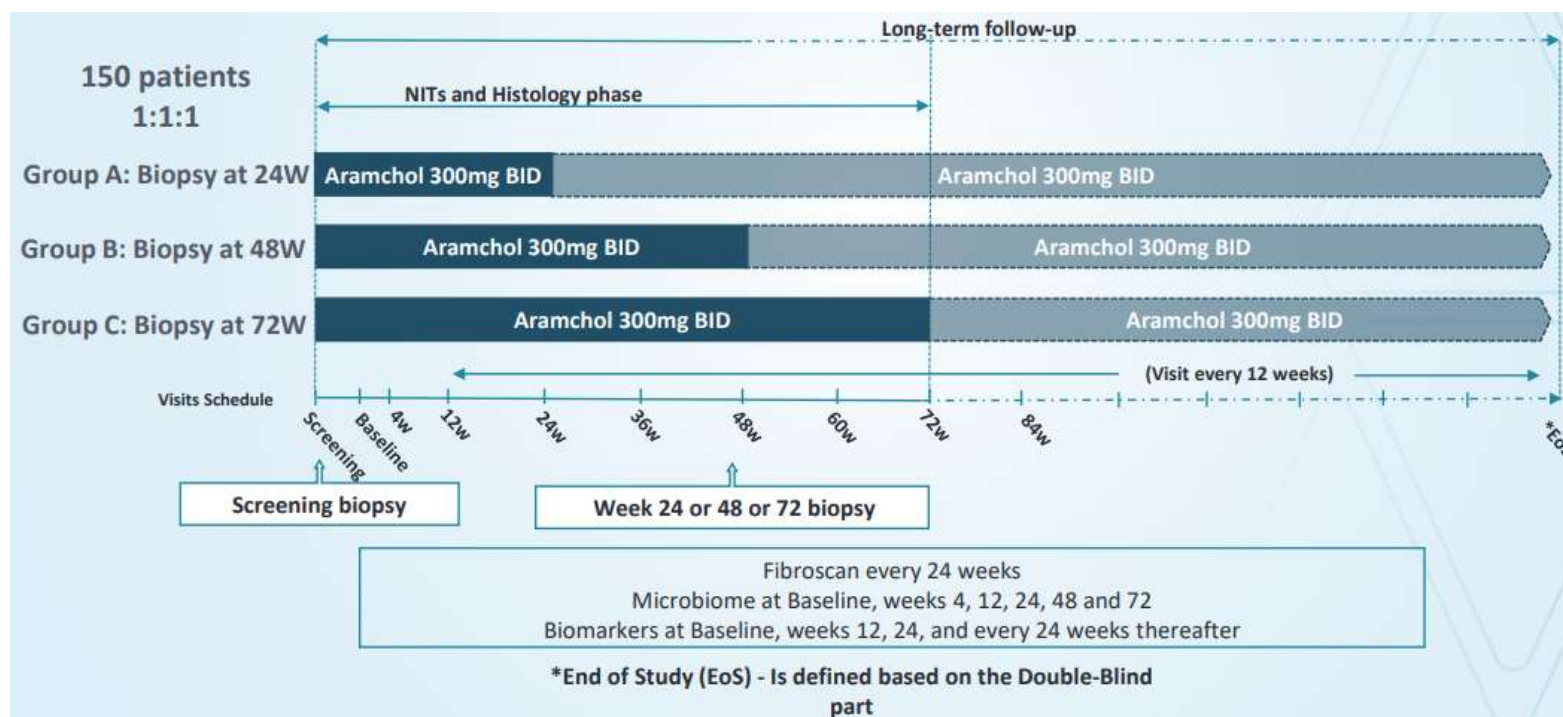 Long-term follow-up
150 patients
1:1:1
NITs and Histology phase
Group A: Biopsy at 24W
Aramchol 300mg BID
Aramchol 300mg BID
Group B: Biopsy at 48W
Aramchol 300mg BID
Aramchol 300mg BID
Group C: Biopsy at 72W
Aramchol 300mg BID
Aramchol 300mg BID
(Visit every 12 weeks)
Visits Schedule
Screening
Baseline
4w
12w
24w
36w
48w
60w
72w
84w
*EoS
Screening biopsy
Week 24 or 48 or 72 biopsy
Fibroscan every 24 weeks
Microbiome at Baseline, weeks 4, 12, 24, 48 and 72
Biomarkers at Baseline, weeks 12, 24, and every 24 weeks thereafter
*End of Study (EoS) - Is defined based on the Double-Blind
part